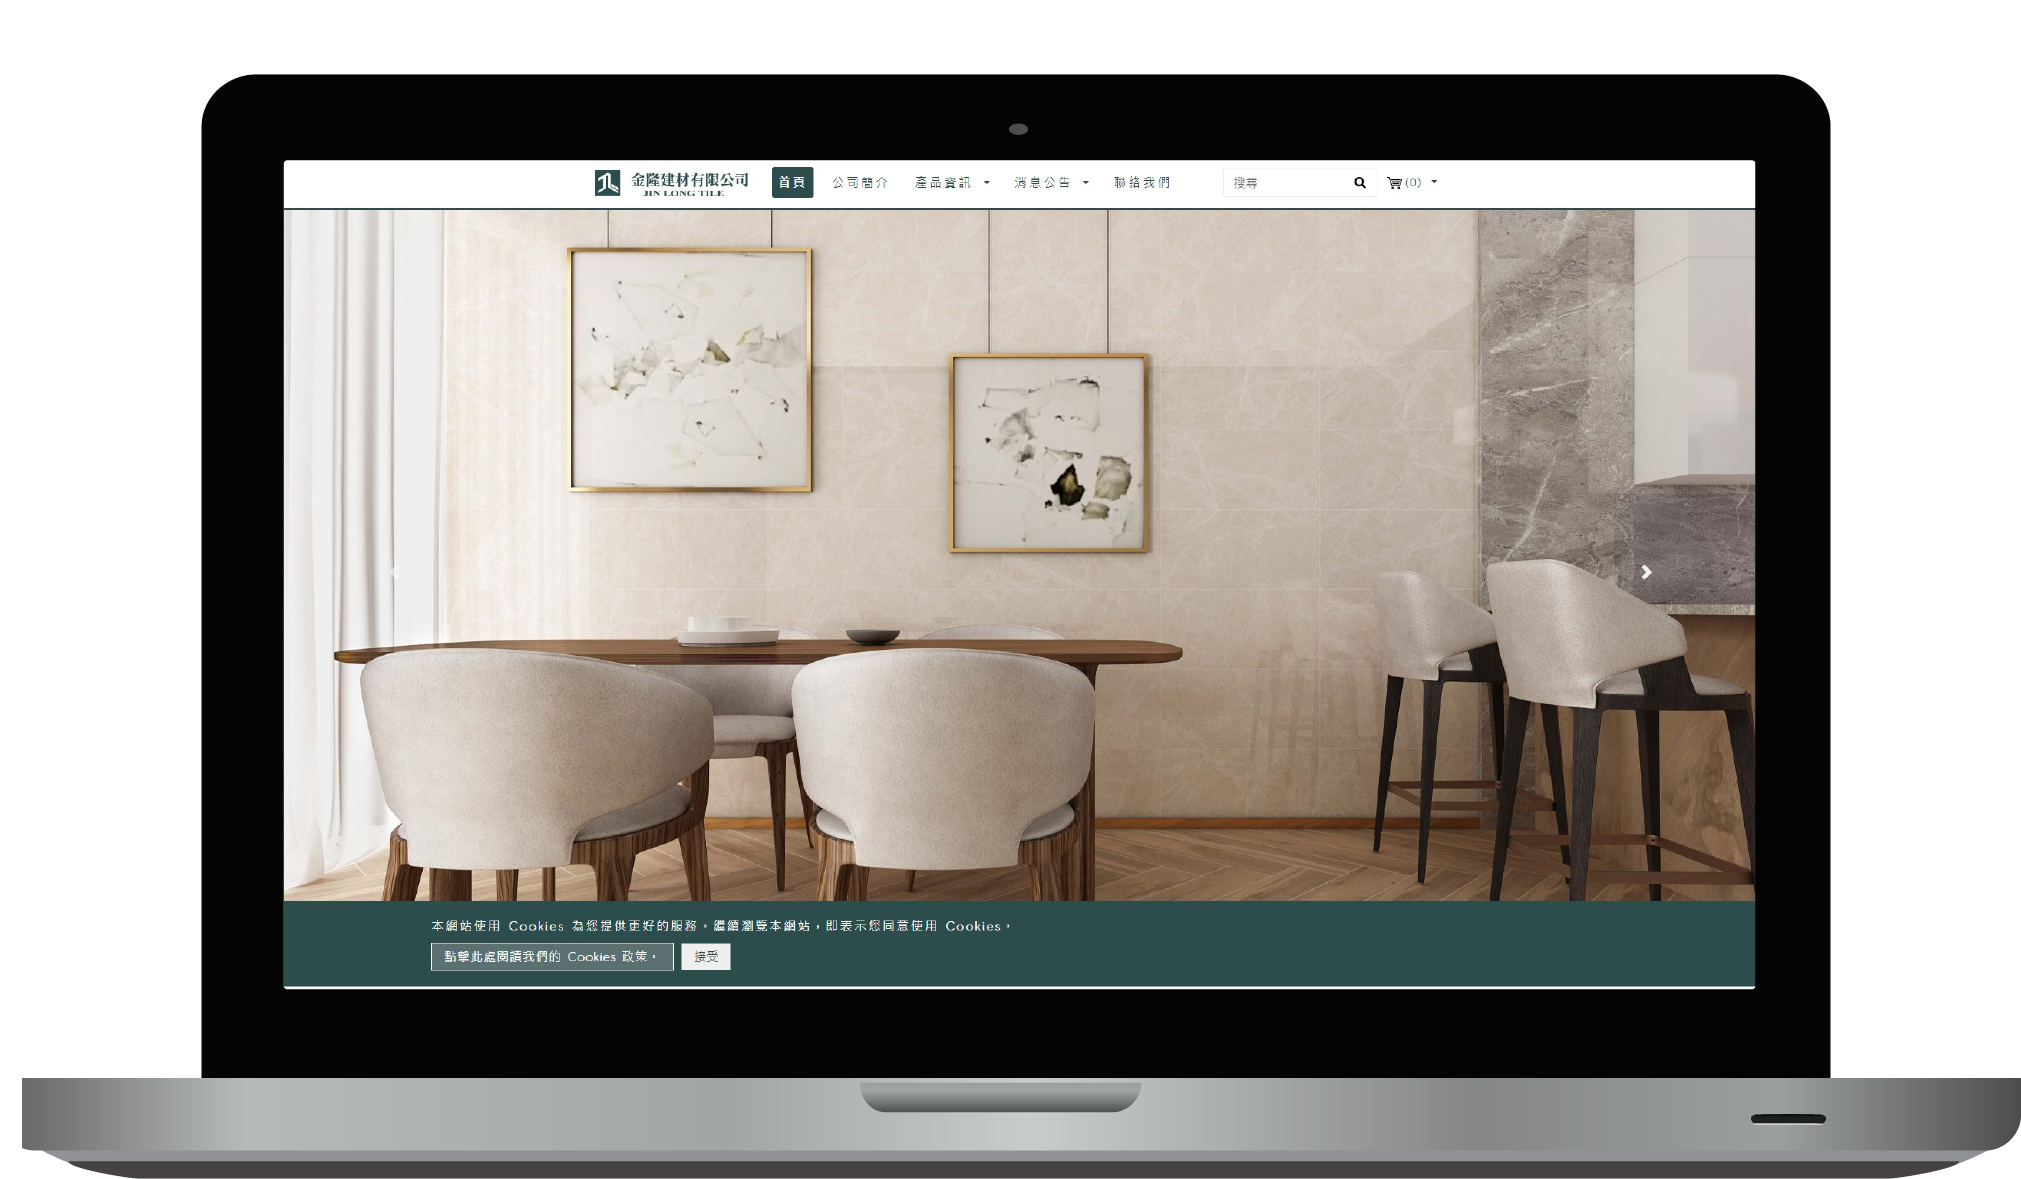 金隆建材有限公司
JIN LONG TILE
首頁 公司簡介 產品資訊 消息公告 聯絡我們 搜尋 (0)
本網站使用 Cookies 為您提供更好的服務，繼續瀏覽本網站，即表示您同意使用 Cookies，
點擊此處閱讀我們的 Cookies 政策。 接受